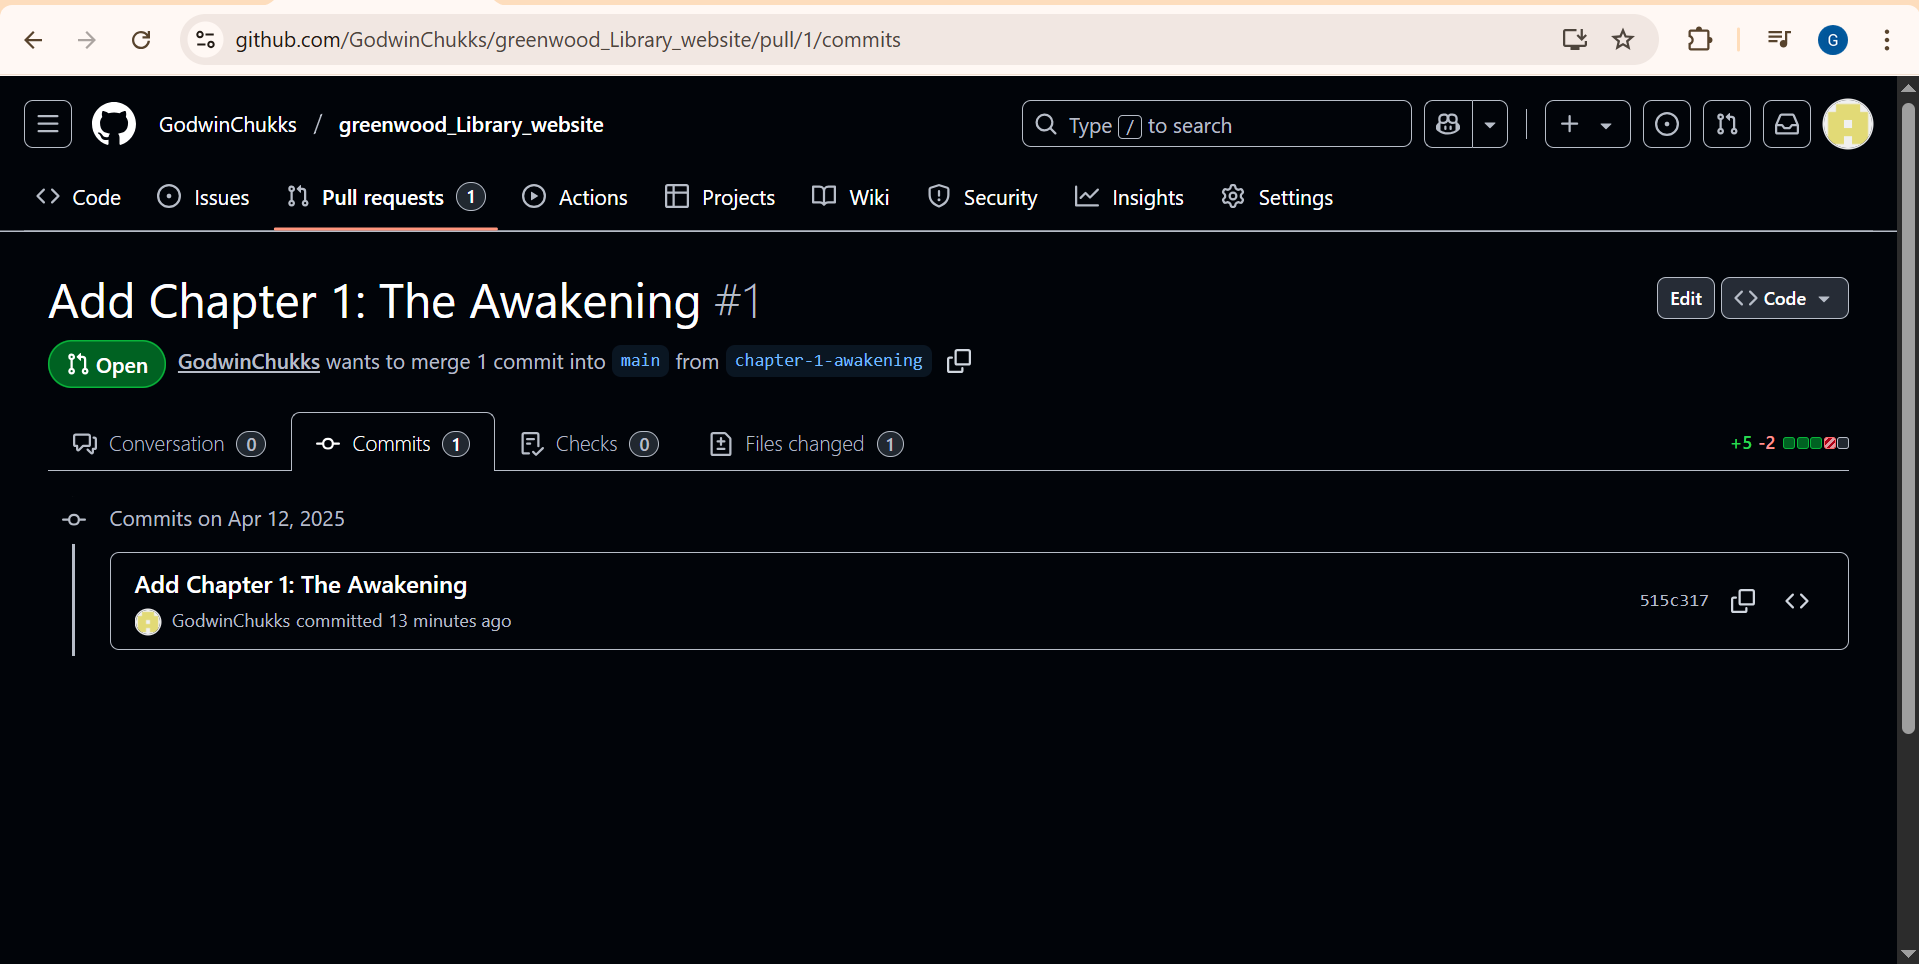 github.com/GodwinChukks/greenwood_Library_website/pull/1/commits
G
GodwinChukks / greenwood_Library_website
Type / to search
Code
Issues
Pull requests 1
Actions
Projects
Wiki
Security
Insights
Settings
Add Chapter 1: The Awakening #1
Edit
Code
Open
GodwinChukks wants to merge 1 commit into main from chapter-1-awakening
Conversation 0
Commits 1
Checks 0
Files changed 1
+5 -2
Commits on Apr 12, 2025
Add Chapter 1: The Awakening
GodwinChukks committed 13 minutes ago
515c317